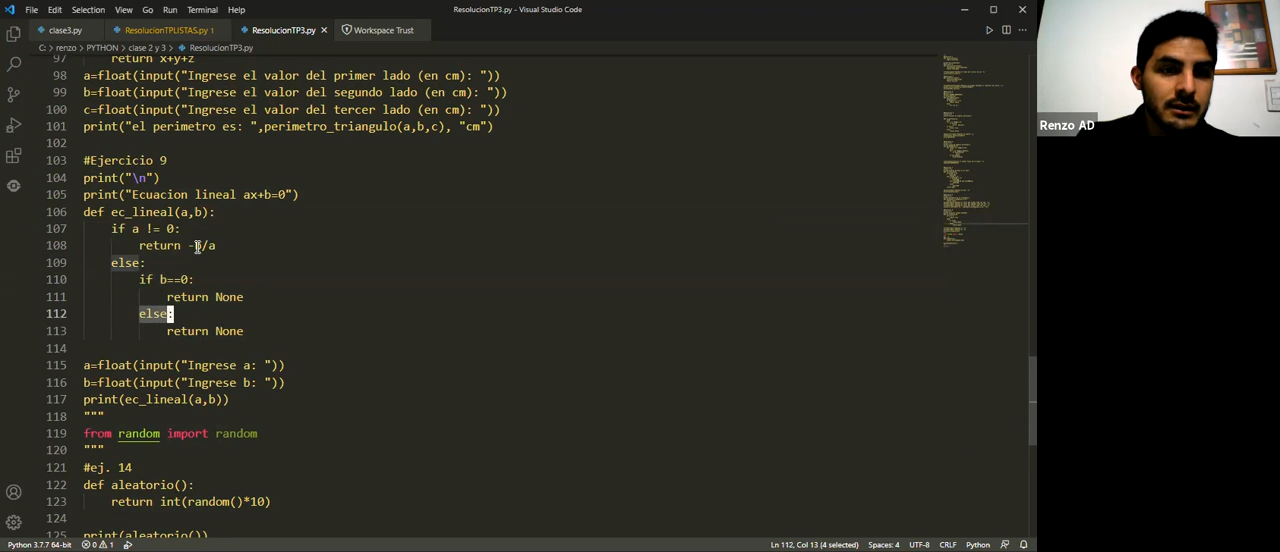 File Edit Selection View Go Run Terminal Help ResolucionTP3.py - Visual Studio Code
clase3.py ResolucionTPLISTAS.py 1 ResolucionTP3.py Workspace Trust
C: > renzo > PYTHON > clase 2 y 3 > ResolucionTP3.py
97 return x+y+z
98 a=float(input("Ingrese el valor del primer lado (en cm): "))
99 b=float(input("Ingrese el valor del segundo lado (en cm): "))
100 c=float(input("Ingrese el valor del tercer lado (en cm): "))
101 print("el perimetro es: ",perimetro_triangulo(a,b,c), "cm")
102
103 #Ejercicio 9
104 print("\n")
105 print("Ecuacion lineal ax+b=0")
106 def ec_lineal(a,b):
107 if a != 0:
108 return -b/a
109 else:
110 if b==0:
111 return None
112 else:
113 return None
114
115 a=float(input("Ingrese a: "))
116 b=float(input("Ingrese b: "))
117 print(ec_lineal(a,b))
118 """
119 from random import random
120 """
121 #ej. 14
122 def aleatorio():
123 return int(random()*10)
124
125 print(aleatorio())
Python 3.7.7 64-bit 0 1 Ln 112, Col 13 (4 selected) Spaces: 4 UTF-8 CRLF Python
Renzo AD